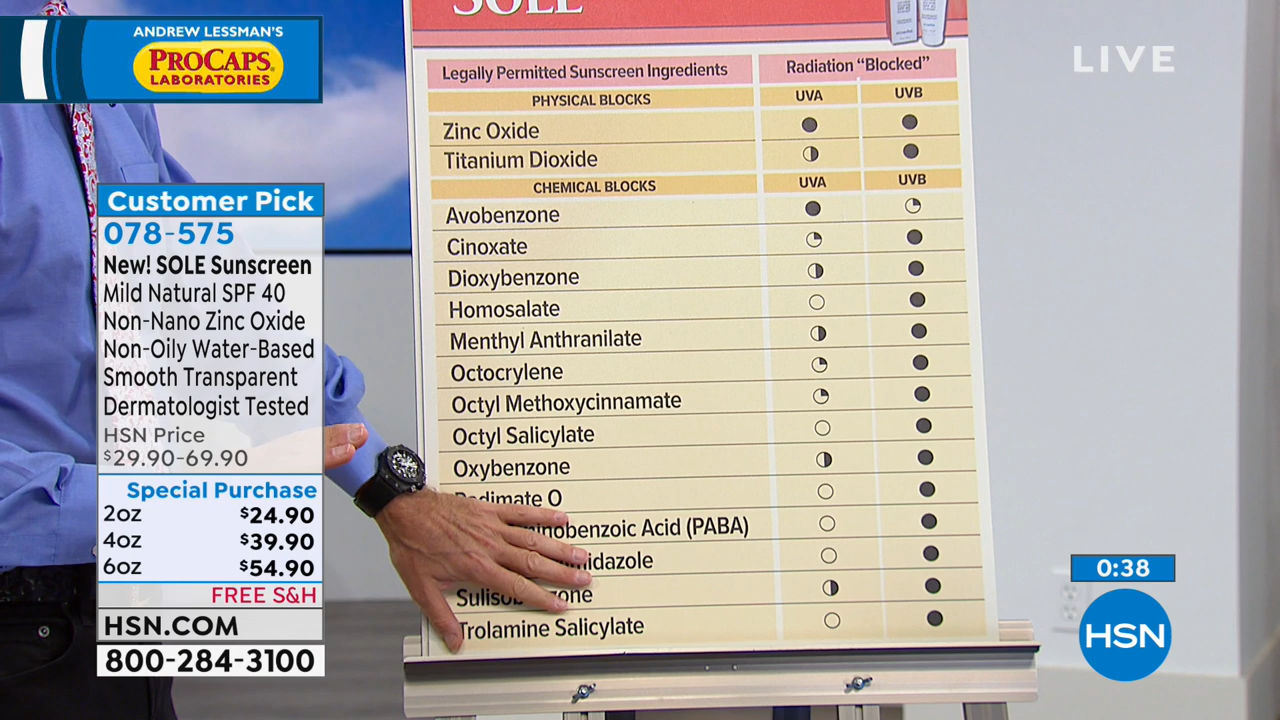 SOLE
ANDREW LESSMAN'S
PROCAPS
LABORATORIES
LIVE
Legally Permitted Sunscreen Ingredients
Radiation "Blocked"
PHYSICAL BLOCKS
UVA
UVB
Zinc Oxide
Titanium Dioxide
CHEMICAL BLOCKS
UVA
UVB
Avobenzone
Cinoxate
Dioxybenzone
Homosalate
Menthyl Anthranilate
Octocrylene
Octyl Methoxycinnamate
Octyl Salicylate
Oxybenzone
O
(PABA)
Trolamine Salicylate
Customer Pick
078-575
New! SOLE Sunscreen
Mild Natural SPF 40
Non-Nano Zinc Oxide
Non-Oily Water-Based
Smooth Transparent
Dermatologist Tested
HSN Price
$29.90-69.90
Special Purchase
2oz $24.90
4oz $39.90
6oz $54.90
FREE S&H
HSN.COM
800-284-3100
0:38
HSN